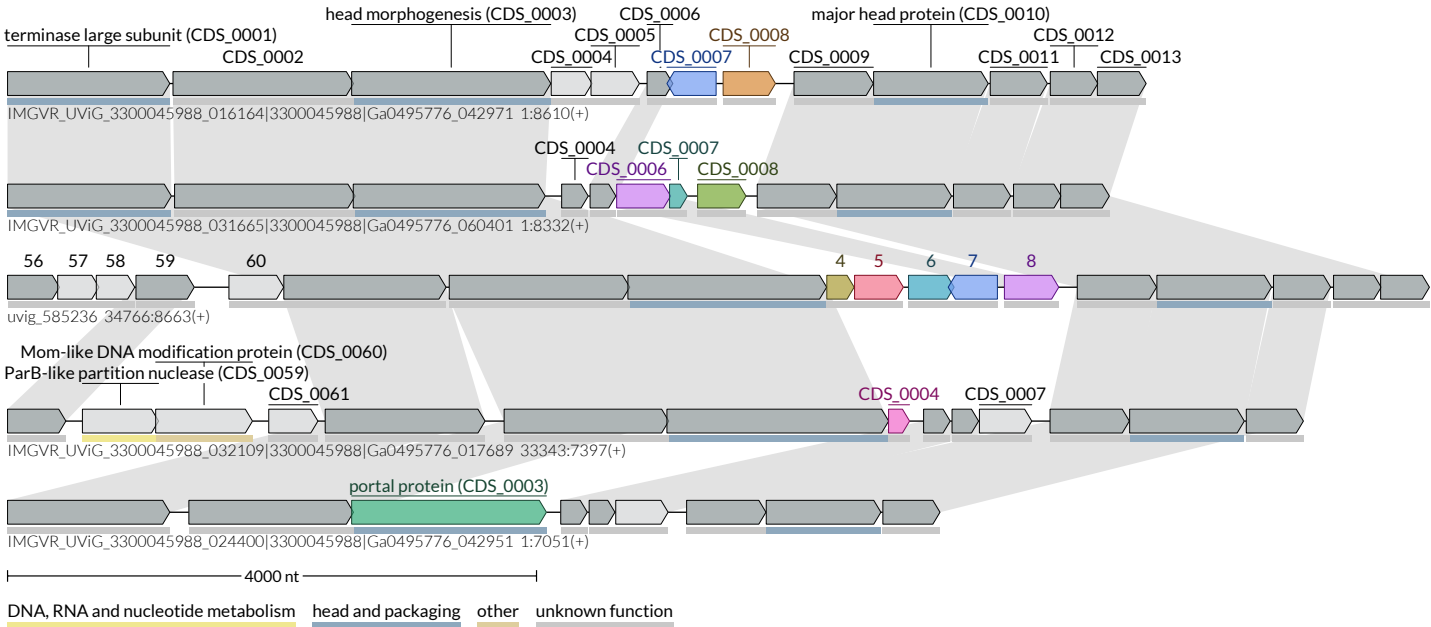 head morphogenesis (CDS_0003) CDS_0006 major head protein (CDS_0010)
terminase large subunit (CDS_0001) CDS_0005 CDS_0008 CDS_0012
CDS_0002 CDS_0004 CDS_0007 CDS_0009 CDS_0011 CDS_0013
IMGVR_UViG_3300045988_016164|3300045988|Ga0495776_042971 1:8610(+)
CDS_0004 CDS_0007
CDS_0006 CDS_0008
IMGVR_UViG_3300045988_031665|3300045988|Ga0495776_060401 1:8332(+)
56 57 58 59 60 4 5 6 7 8
uvig_585236 34766:8663(+)
Mom-like DNA modification protein (CDS_0060)
ParB-like partition nuclease (CDS_0059)
CDS_0061 CDS_0004 CDS_0007
IMGVR_UViG_3300045988_032109|3300045988|Ga0495776_017689 33343:7397(+)
portal protein (CDS_0003)
IMGVR_UViG_3300045988_024400|3300045988|Ga0495776_042951 1:7051(+)
4000 nt
DNA, RNA and nucleotide metabolism head and packaging other unknown function